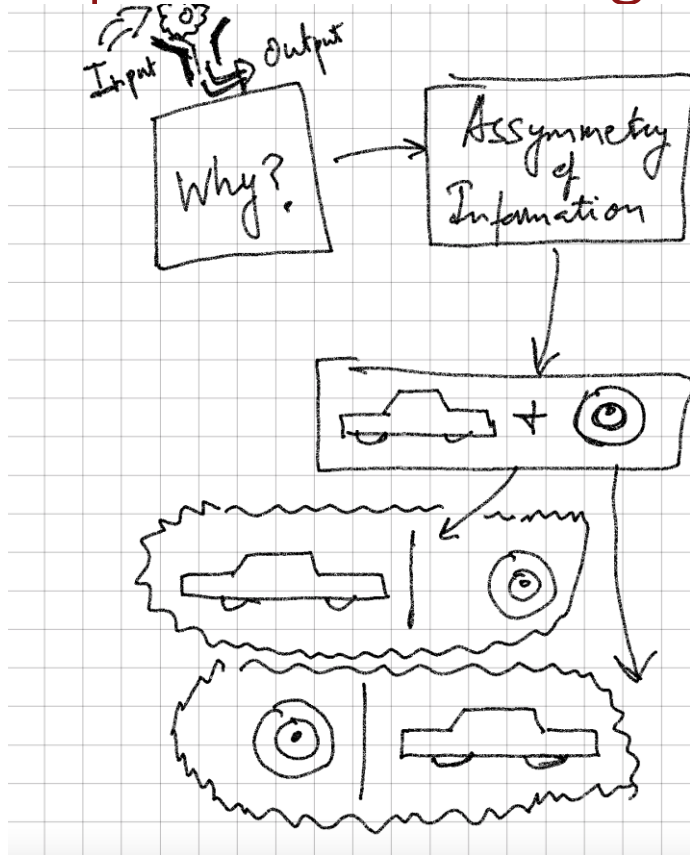 Input
Output
Why?
Assymmetry
of
Information
+